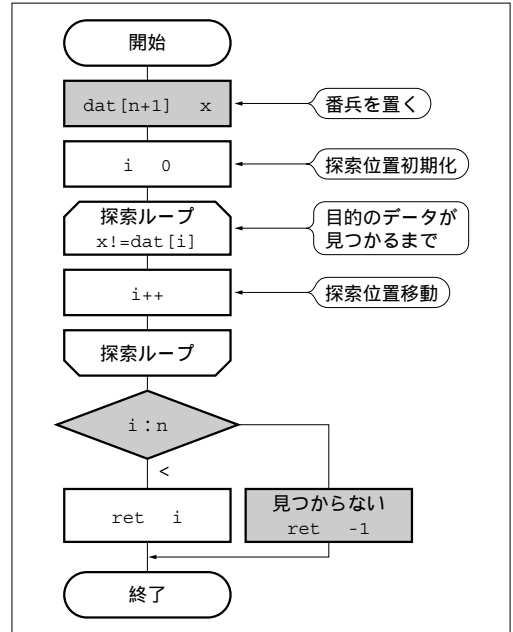 開始
dat[n+1] x
番兵を置く
i 0
探索位置初期化
探索ループ
x!=dat[i]
目的のデータが
見つかるまで
i++
探索位置移動
探索ループ
i:n
<
ret i
見つからない
ret -1
終了